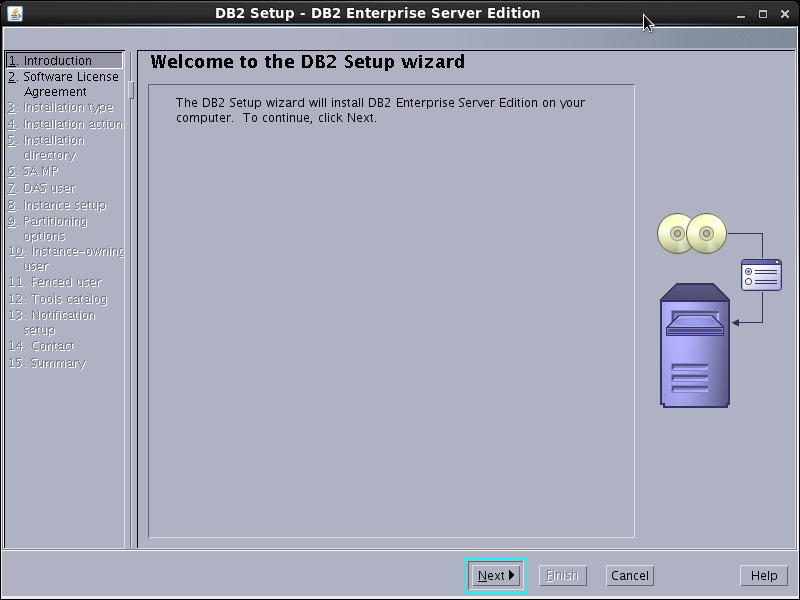 DB2 Setup - DB2 Enterprise Server Edition
1. Introduction
2. Software License
Agreement
3. Installation type
4. Installation action
5. Installation
directory
6. SA MP
7. DAS user
8. Instance setup
9. Partitioning
options
10. Instance-owning
user
11. Fenced user
12. Tools catalog
13. Notification
setup
14. Contact
15. Summary
Welcome to the DB2 Setup wizard
The DB2 Setup wizard will install DB2 Enterprise Server Edition on your
computer. To continue, click Next.
Next
Finish
Cancel
Help